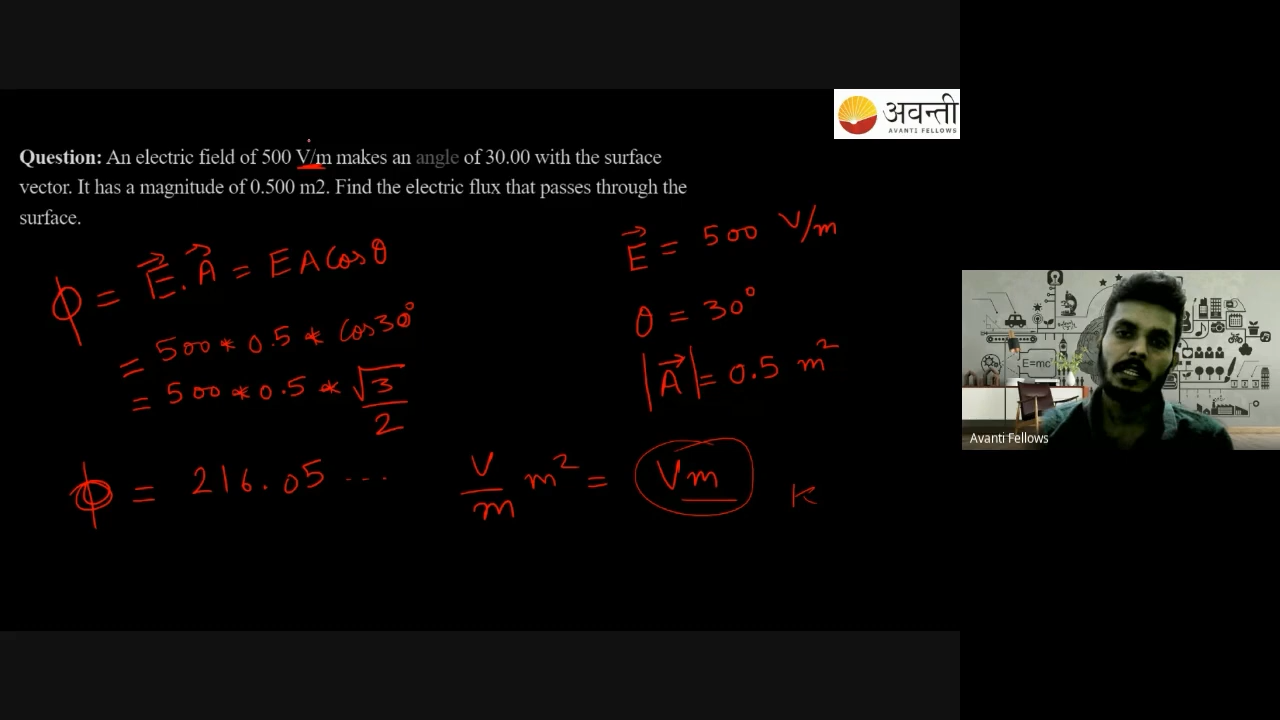 अवन्ती
AVANTI FELLOWS
Question: An electric field of 500 V/m makes an angle of 30.00 with the surface
vector. It has a magnitude of 0.500 m2. Find the electric flux that passes through the
surface.
ϕ = E⃗ . A⃗ = E A cos θ
= 500 * 0.5 * cos 30°
= 500 * 0.5 * √3/2
ϕ = 216.05 ... V/m m² = Vm K
E⃗ = 500 V/m
θ = 30°
|A⃗| = 0.5 m²
E=mc²
Avanti Fellows